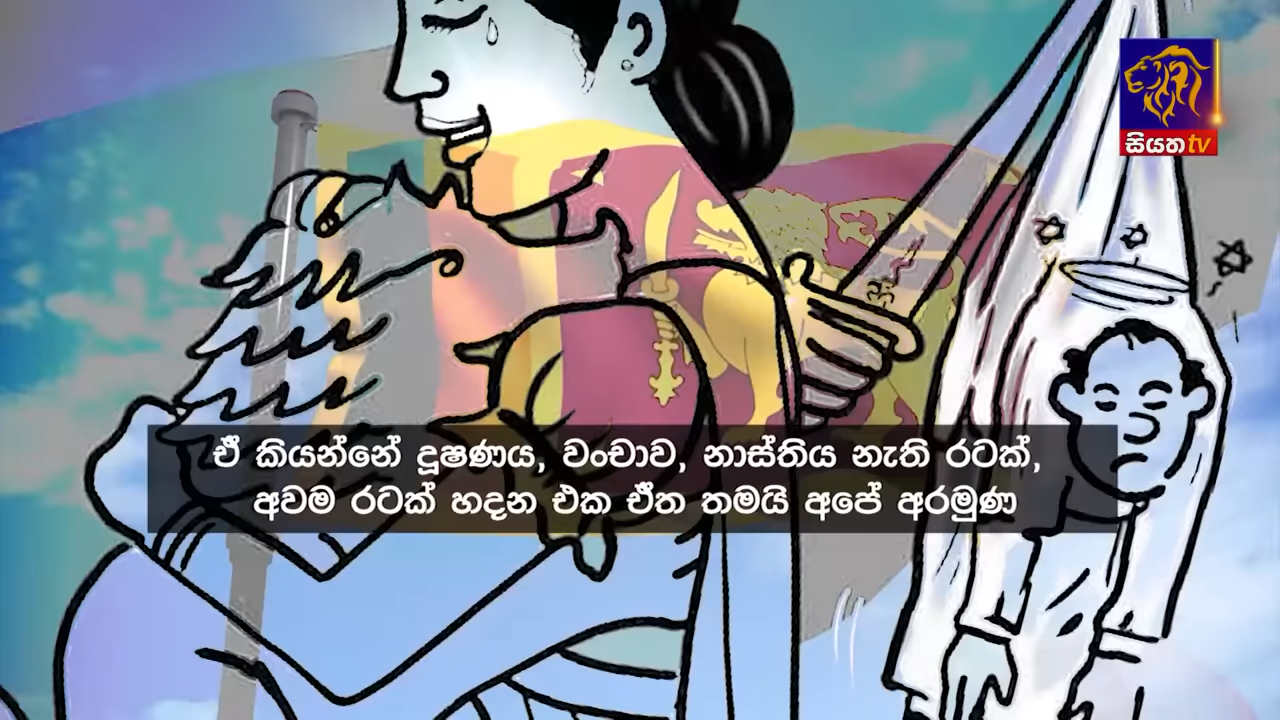 සියත tv
ඒ කියන්නේ දූෂණය, වංචාව, නාස්තිය නැති රටක්,
අවම රටක් හදන එක ඒත තමයි අපේ අරමුණ